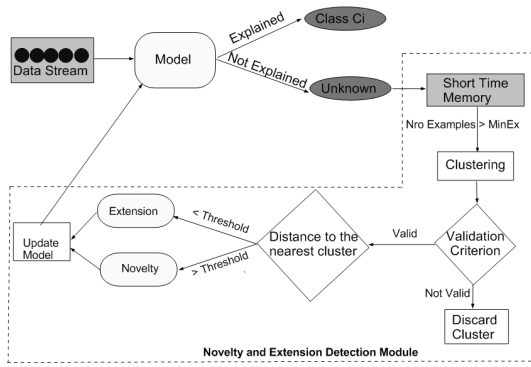 Data Stream
Model
Explained
Class Ci
Not Explained
Unknown
Short Time
Memory
Nro Examples > MinEx
Clustering
Validation
Criterion
Valid
Not Valid
Discard
Cluster
Distance to the
nearest cluster
< Threshold
> Threshold
Extension
Novelty
Update
Model
Novelty and Extension Detection Module